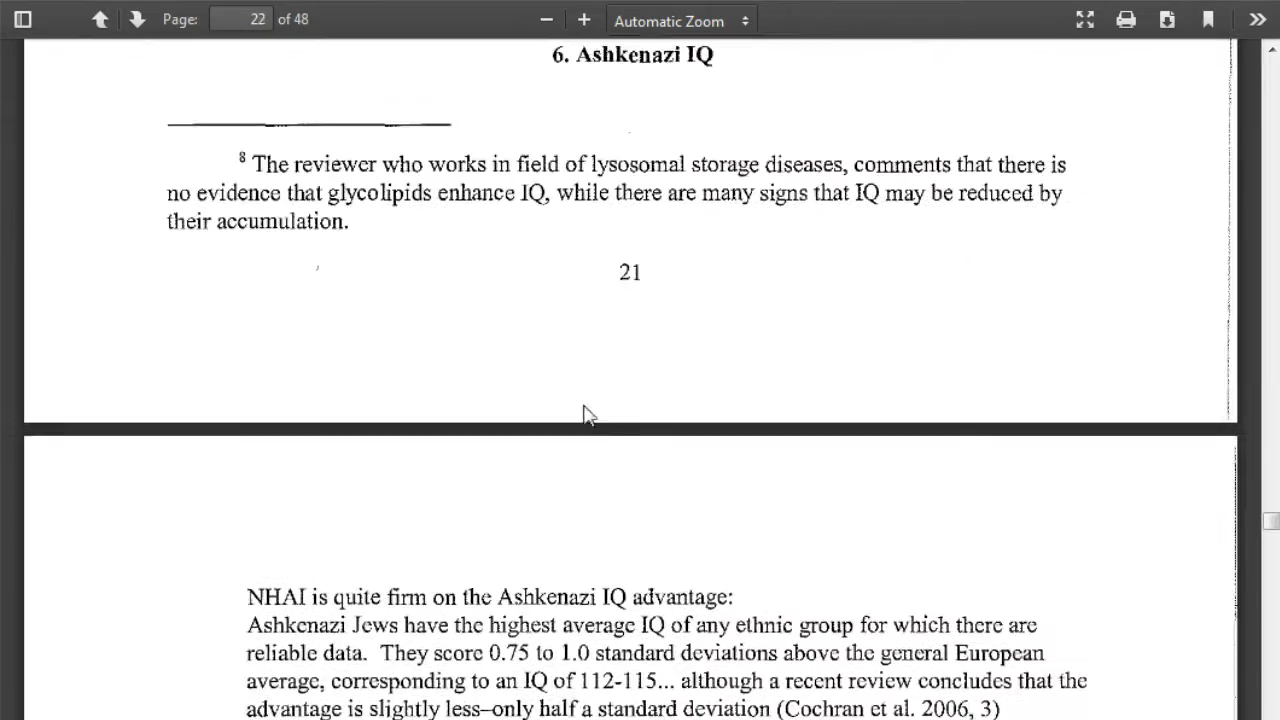 Page: 22 of 48 Automatic Zoom
6. Ashkenazi IQ
8 The reviewer who works in field of lysosomal storage diseases, comments that there is
no evidence that glycolipids enhance IQ, while there are many signs that IQ may be reduced by
their accumulation.
21
NHAI is quite firm on the Ashkenazi IQ advantage:
Ashkenazi Jews have the highest average IQ of any ethnic group for which there are
reliable data. They score 0.75 to 1.0 standard deviations above the general European
average, corresponding to an IQ of 112-115... although a recent review concludes that the
advantage is slightly less–only half a standard deviation (Cochran et al. 2006, 3)